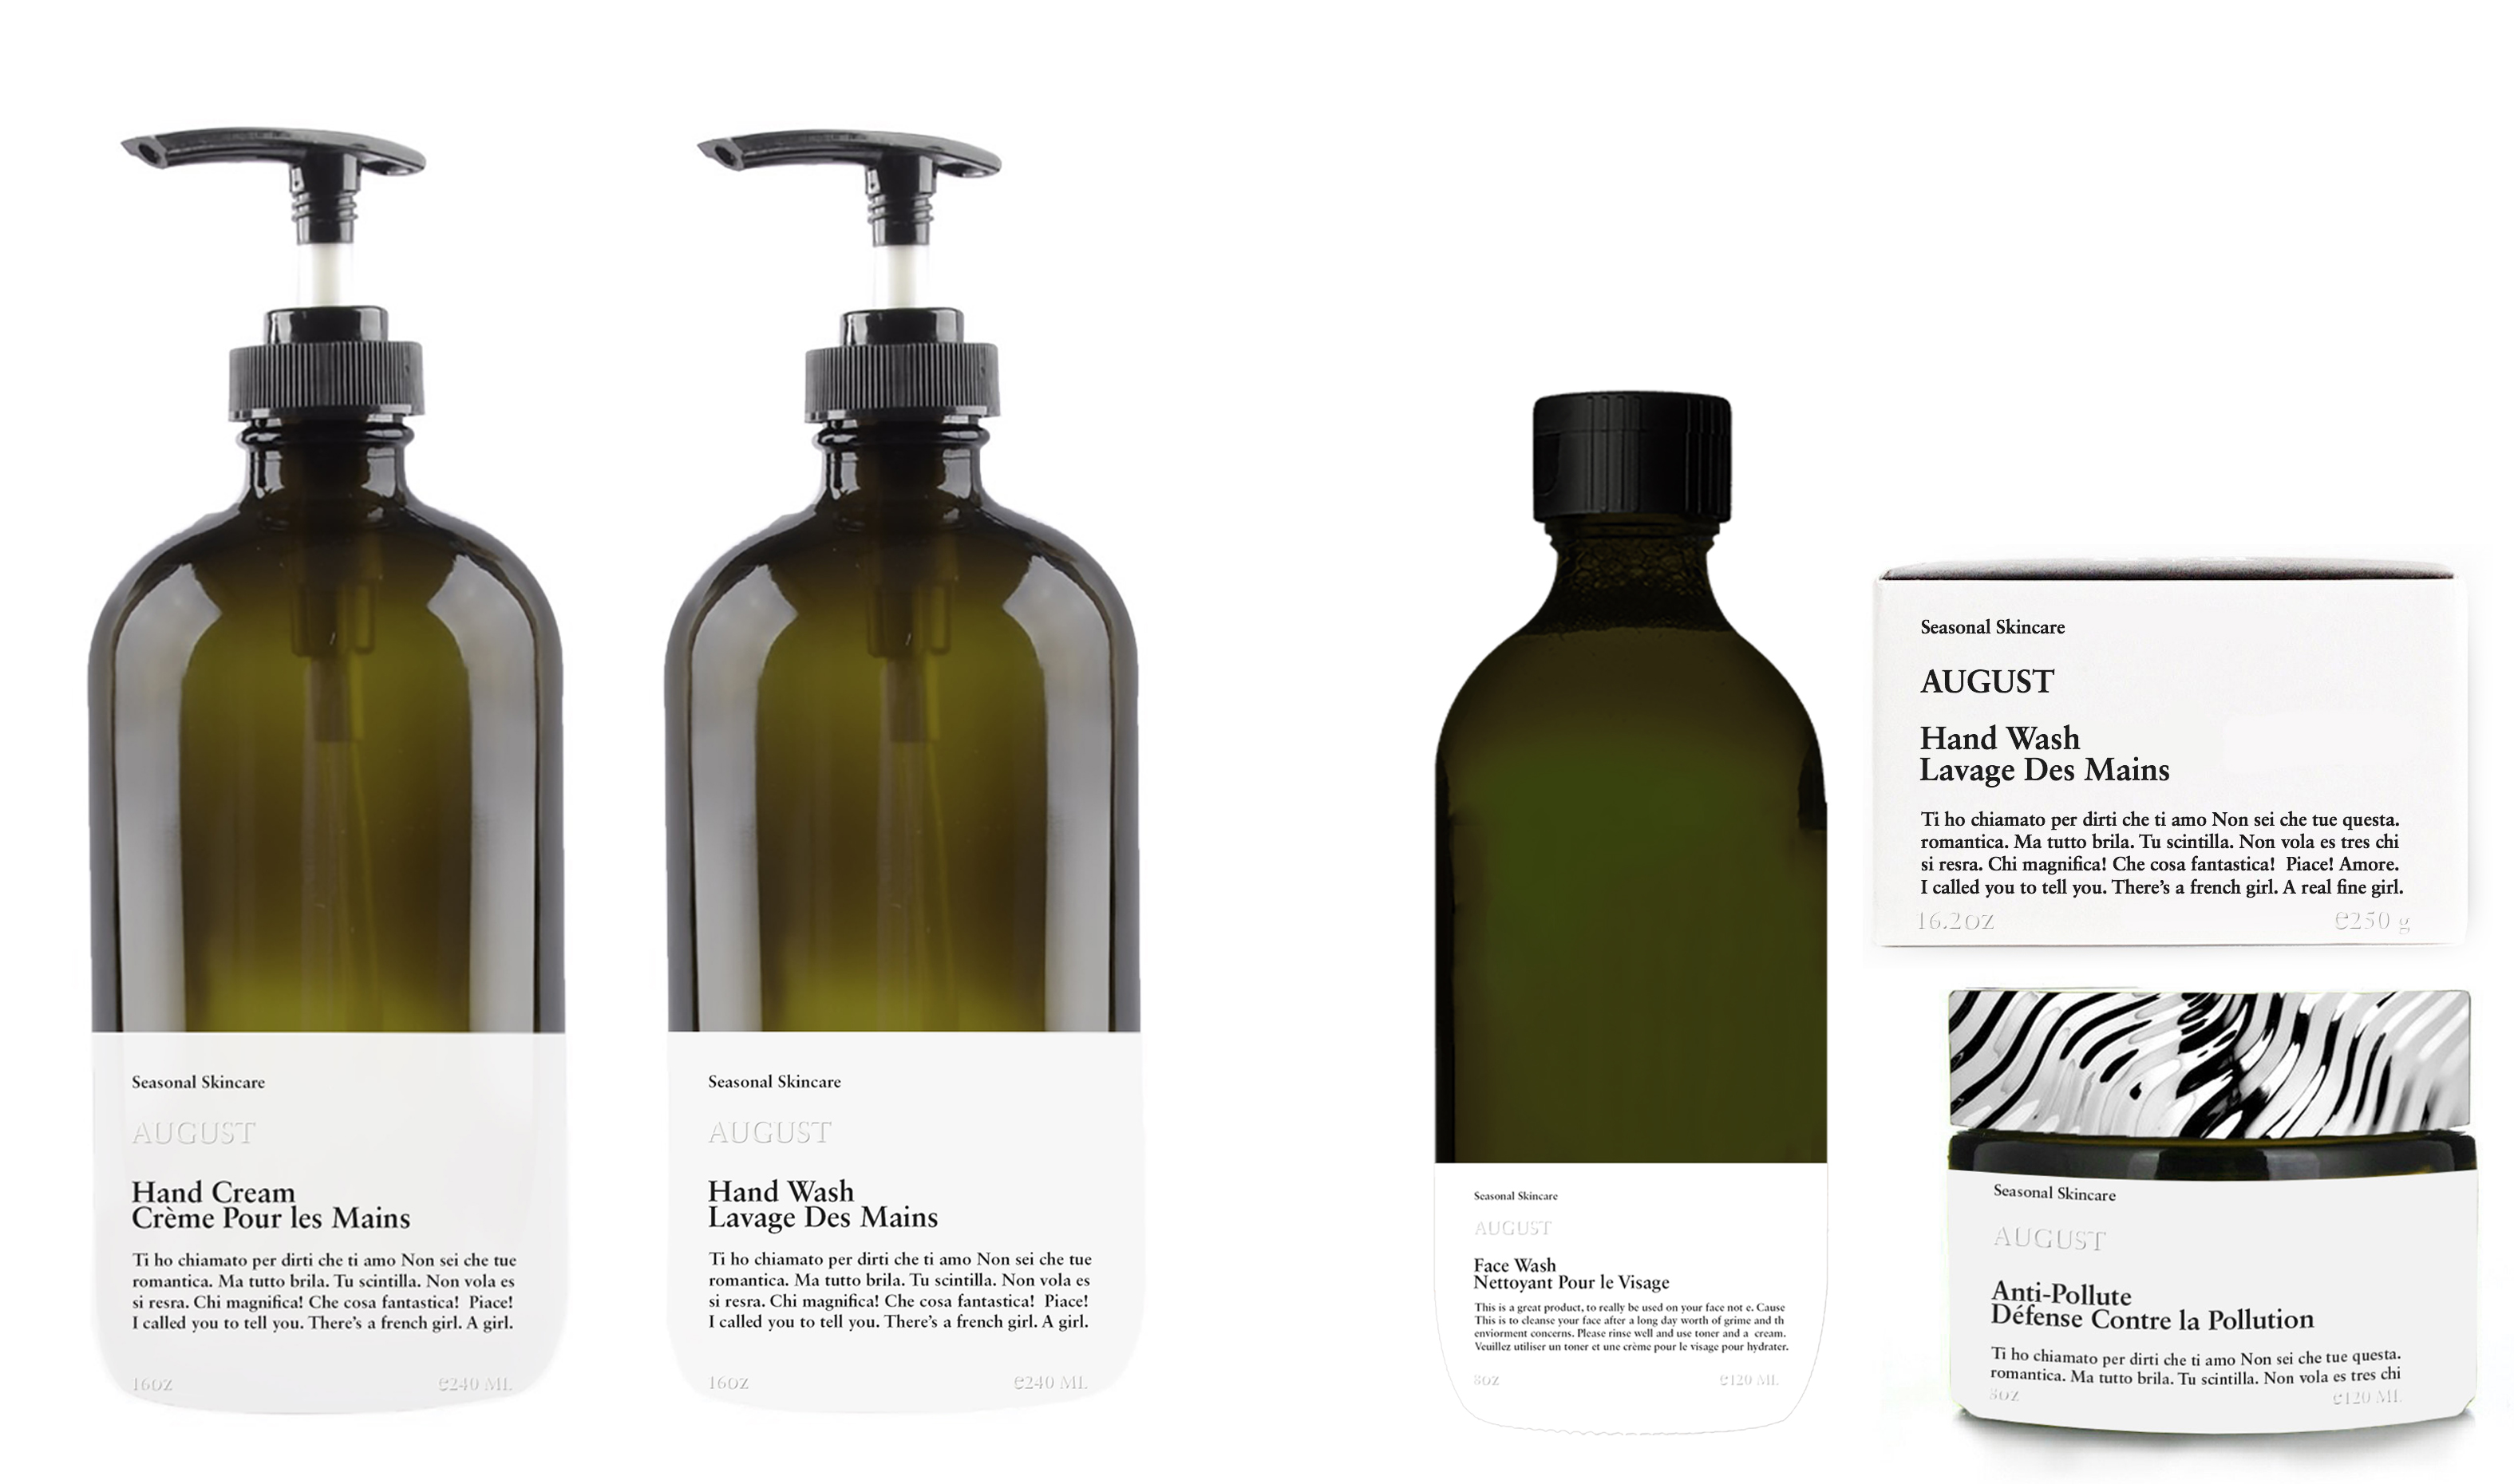 Seasonal Skincare
AUGUST
Hand Cream
Crème Pour les Mains
Ti ho chiamato per dirti che ti amo Non sei che tue
romantica. Ma tutto brila. Tu scintilla. Non vola es
si resra. Chi magnifica! Che cosa fantastica!  Piace!
I called you to tell you. There's a french girl. A girl.
16oz
e240 ML
Seasonal Skincare
AUGUST
Hand Wash
Lavage Des Mains
Ti ho chiamato per dirti che ti amo Non sei che tue
romantica. Ma tutto brila. Tu scintilla. Non vola es
si resra. Chi magnifica! Che cosa fantastica!  Piace!
I called you to tell you. There's a french girl. A girl.
16oz
e240 ML
Seasonal Skincare
AUGUST
Face Wash
Nettoyant Pour le Visage
This is a great product, to really be used on your face not e. Cause
This is to cleanse your face after a long day worth of grime and th
enviorment concerns. Please rinse well and use toner and a  cream.
Veuillez utiliser un toner et une crème pour le visage pour hydrater.
8oz
e120 ML
Seasonal Skincare
AUGUST
Hand Wash
Lavage Des Mains
Ti ho chiamato per dirti che ti amo Non sei che tue questa.
romantica. Ma tutto brila. Tu scintilla. Non vola es tres chi
si resra. Chi magnifica! Che cosa fantastica!  Piace! Amore.
I called you to tell you. There's a french girl. A real fine girl.
16.2oz
e250 g
Seasonal Skincare
AUGUST
Anti-Pollute
Défense Contre la Pollution
Ti ho chiamato per dirti che ti amo Non sei che tue questa.
romantica. Ma tutto brila. Tu scintilla. Non vola es tres chi
8oz
e120 ML